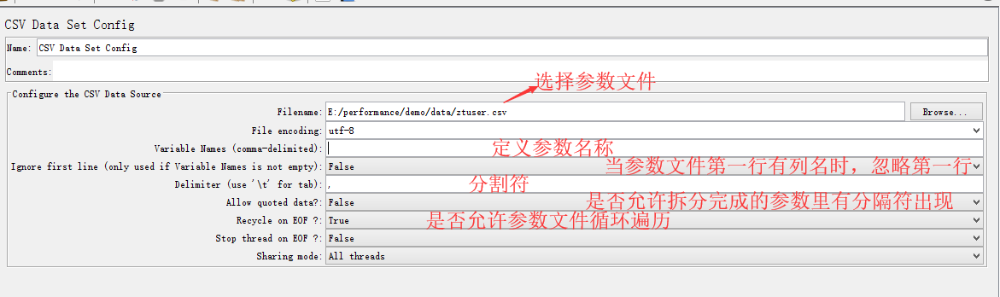 CSV Data Set Config
Name: CSV Data Set Config
Comments:
选择参数文件
Configure the CSV Data Source
Filename: E:/performance/demo/data/ztuser.csv Browse...
File encoding: utf-8
Variable Names (comma-delimited): 定义参数名称
Ignore first line (only used if Variable Names is not empty): False 当参数文件第一行有列名时，忽略第一行
Delimiter (use '\t' for tab): , 分割符
Allow quoted data?: False 是否允许拆分完成的参数里有分隔符出现
Recycle on EOF ?: True 是否允许参数文件循环遍历
Stop thread on EOF ?: False
Sharing mode: All threads